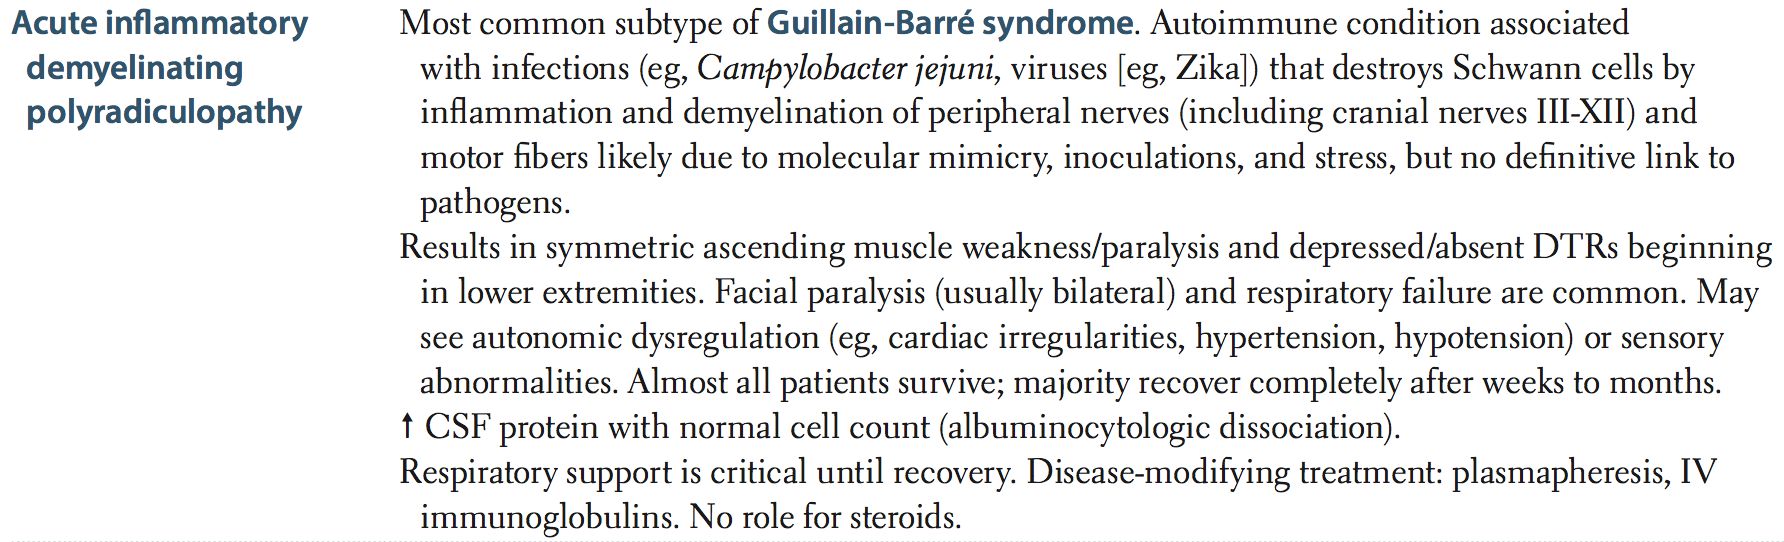 Acute inflammatory
demyelinating
polyradiculopathy
Most common subtype of Guillain-Barré syndrome. Autoimmune condition associated
with infections (eg, Campylobacter jejuni, viruses [eg, Zika]) that destroys Schwann cells by
inflammation and demyelination of peripheral nerves (including cranial nerves III-XII) and
motor fibers likely due to molecular mimicry, inoculations, and stress, but no definitive link to
pathogens.
Results in symmetric ascending muscle weakness/paralysis and depressed/absent DTRs beginning
in lower extremities. Facial paralysis (usually bilateral) and respiratory failure are common. May
see autonomic dysregulation (eg, cardiac irregularities, hypertension, hypotension) or sensory
abnormalities. Almost all patients survive; majority recover completely after weeks to months.
↑ CSF protein with normal cell count (albuminocytologic dissociation).
Respiratory support is critical until recovery. Disease-modifying treatment: plasmapheresis, IV
immunoglobulins. No role for steroids.